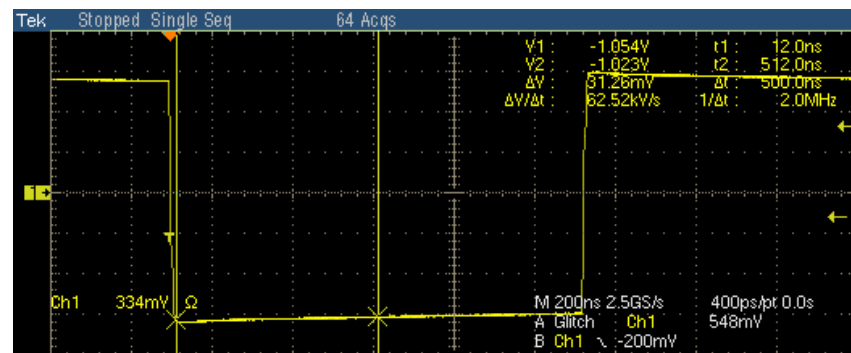 Tek Stopped Single Seq 64 Acqs
V1 : -1.054V t1 : 12.0ns
V2 : -1.023V t2 : 512.0ns
ΔV : 31.26mV Δt : 500.0ns
ΔV/Δt : 62.52kV/s 1/Δt : 2.0MHz
1
T
Ch1 334mV Ω M 200ns 2.5GS/s 400ps/pt 0.0s
A Glitch Ch1 548mV
B Ch1 \ -200mV